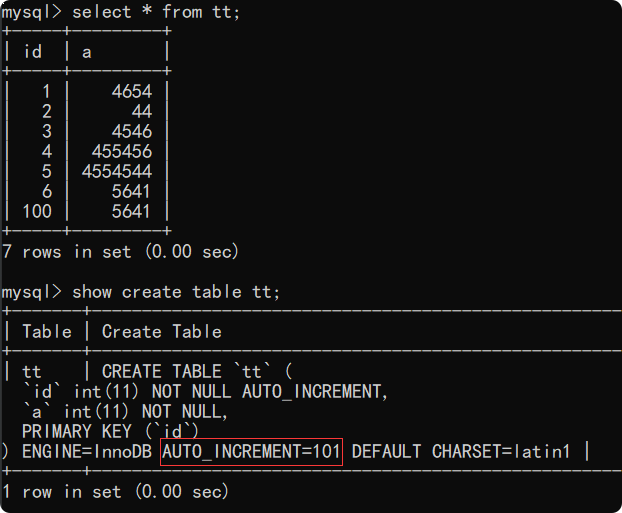 mysql> select * from tt;
+-----+---------+
| id  | a       |
+-----+---------+
|   1 |    4654 |
|   2 |      44 |
|   3 |    4546 |
|   4 |  455456 |
|   5 | 4554544 |
|   6 |    5641 |
| 100 |    5641 |
+-----+---------+
7 rows in set (0.00 sec)
mysql> show create table tt;
+-------+------------------------------------------------------
| Table | Create Table
+-------+------------------------------------------------------
| tt    | CREATE TABLE `tt` (
  `id` int(11) NOT NULL AUTO_INCREMENT,
  `a` int(11) NOT NULL,
  PRIMARY KEY (`id`)
) ENGINE=InnoDB AUTO_INCREMENT=101 DEFAULT CHARSET=latin1 |
+-------+------------------------------------------------------
1 row in set (0.00 sec)